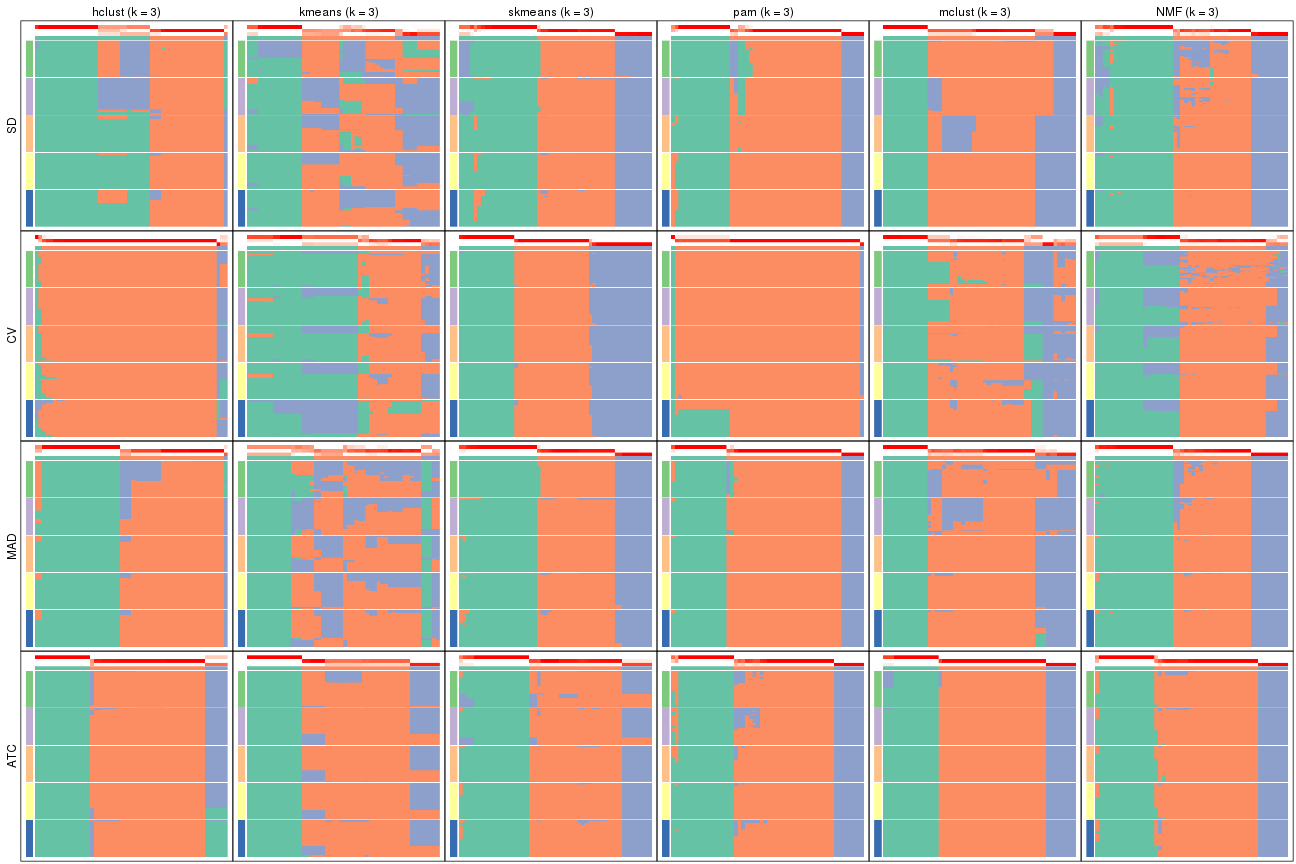 hclust (k = 3) kmeans (k = 3) skmeans (k = 3) pam (k = 3) mclust (k = 3) NMF (k = 3)
SD
CV
MAD
ATC